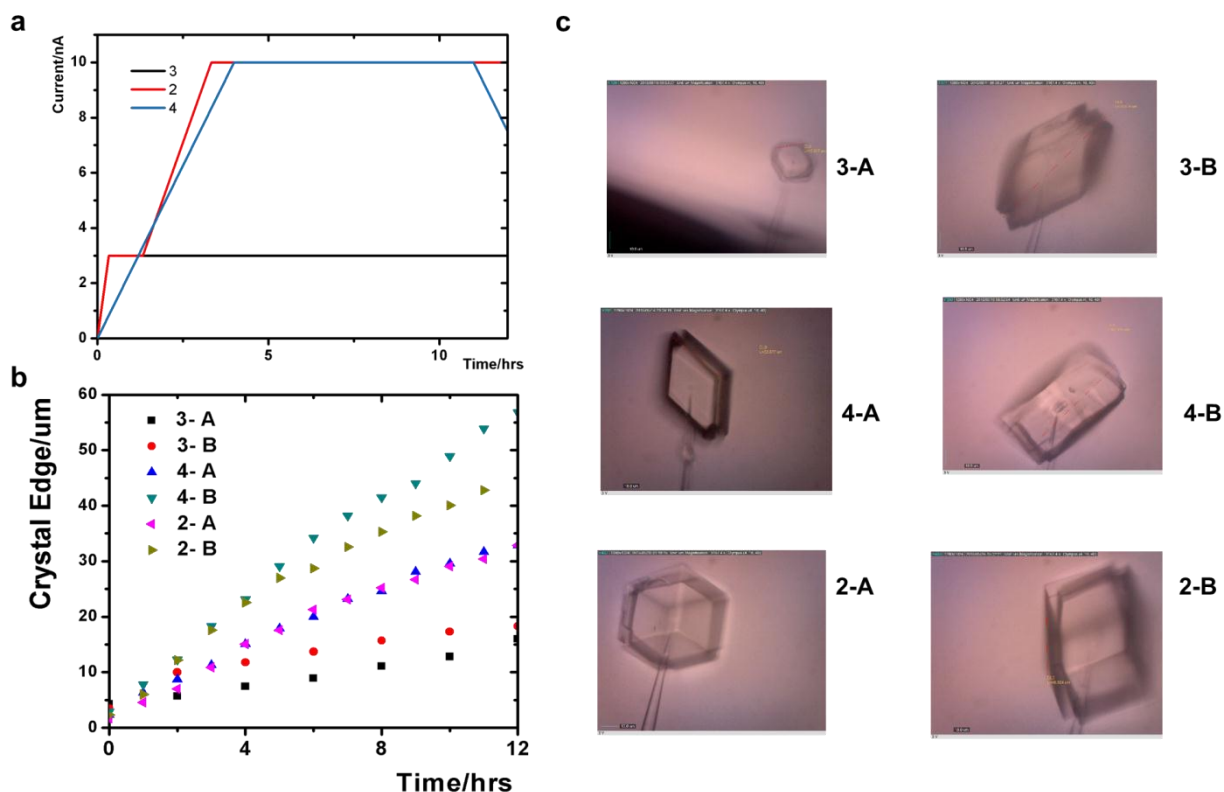 a
Current/nA
10
8
6
4
2
0
3
2
4
0
5
10
Time/hrs
b
Crystal Edge/um
60
50
40
30
20
10
0
3- A
3- B
4- A
4- B
2- A
2- B
0
4
8
12
Time/hrs
c
3-A
3-B
4-A
4-B
2-A
2-B